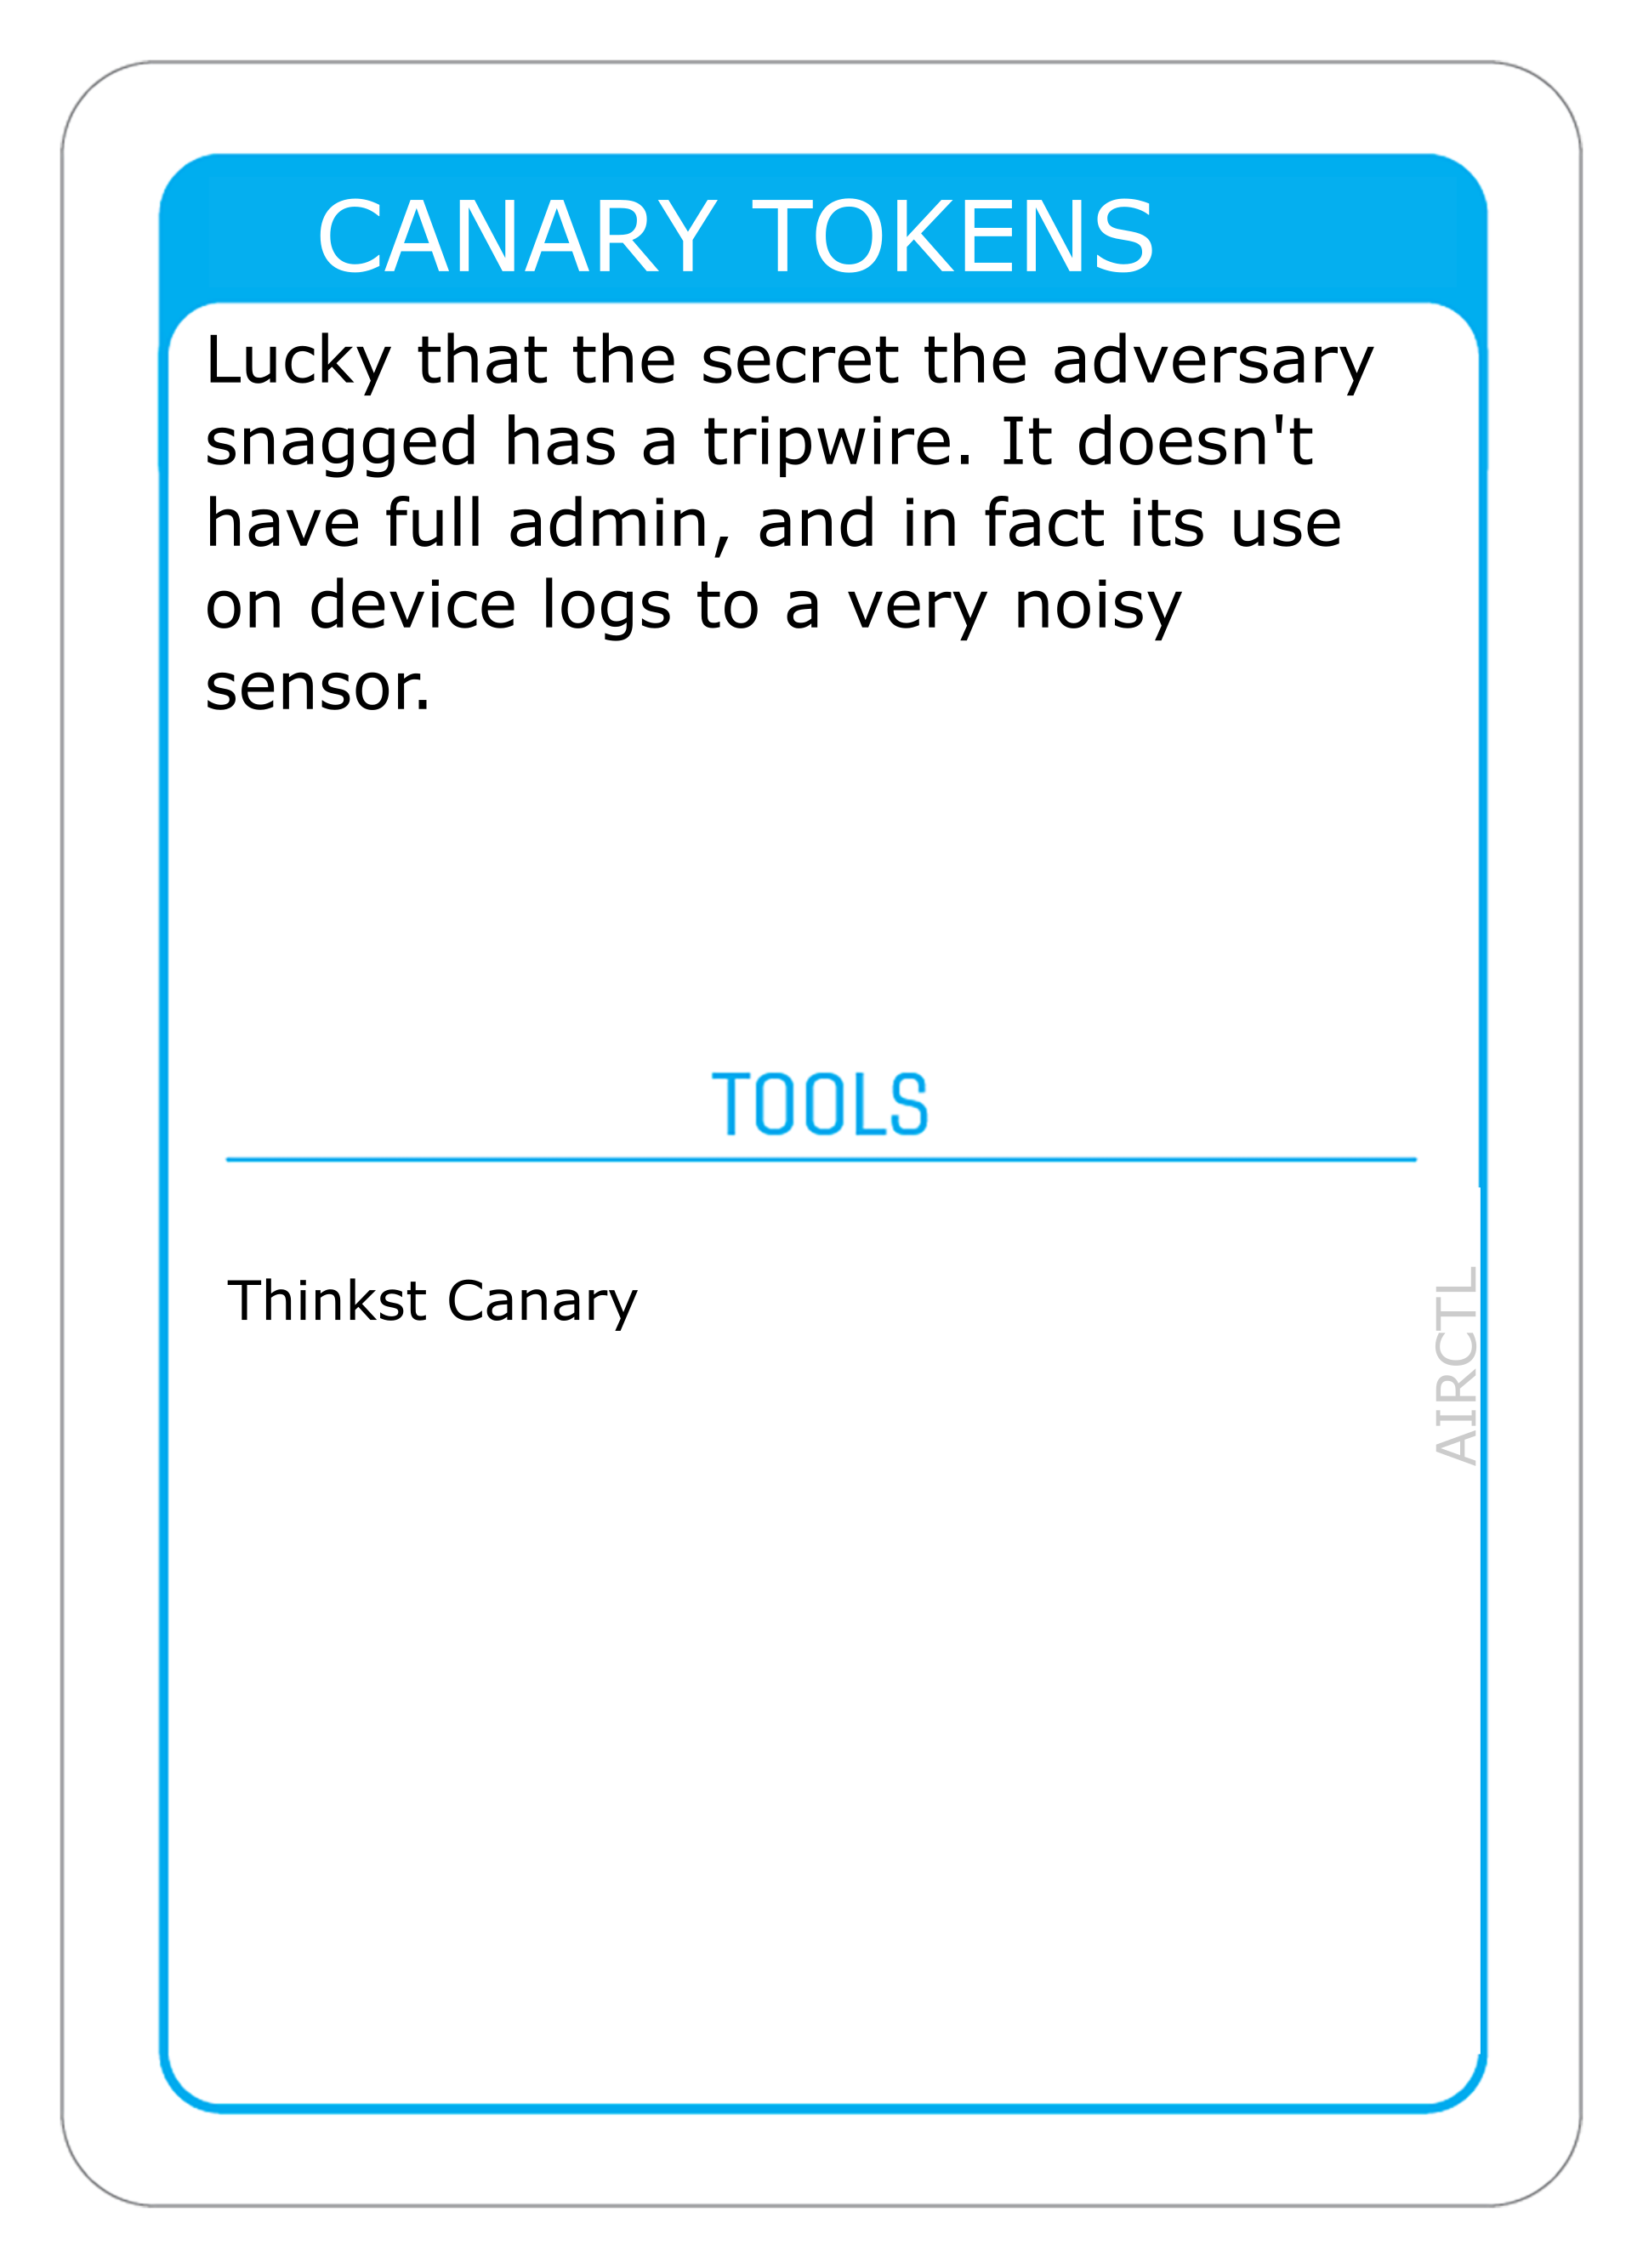 CANARY TOKENS
Lucky that the secret the adversary
snagged has a tripwire. It doesn't
have full admin, and in fact its use
on device logs to a very noisy
sensor.
TOOLS
Thinkst Canary
AIRCTL